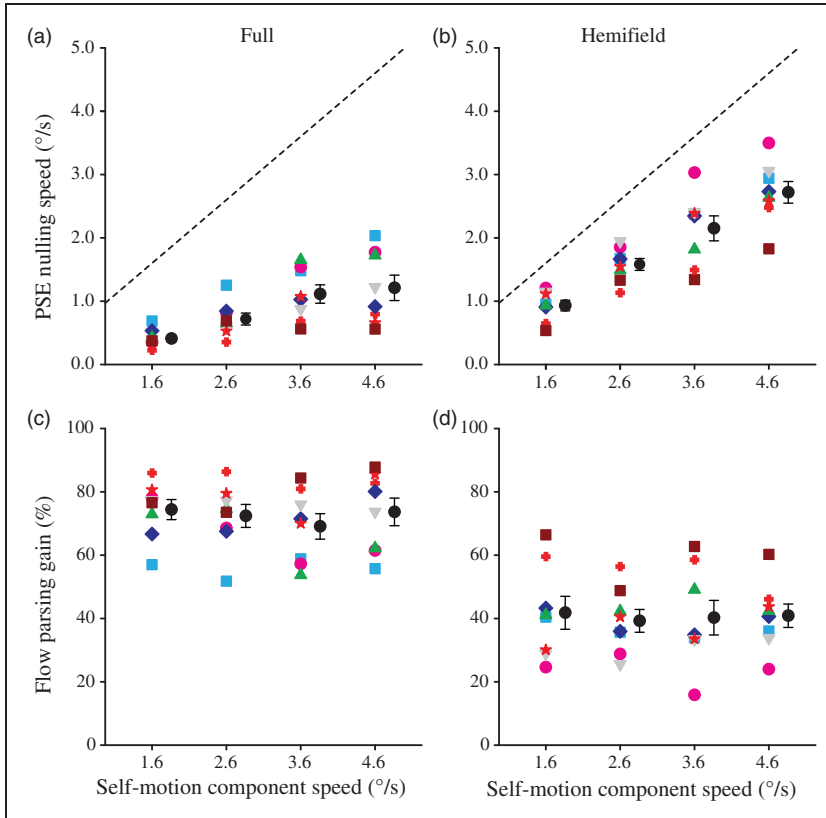 (a)
Full
(b)
Hemifield
PSE nulling speed (°/s)
5.0
4.0
3.0
2.0
1.0
0.0
1.6 2.6 3.6 4.6
5.0
4.0
3.0
2.0
1.0
0.0
1.6 2.6 3.6 4.6
(c)
(d)
Flow parsing gain (%)
100
80
60
40
20
0
1.6 2.6 3.6 4.6
Self-motion component speed (°/s)
100
80
60
40
20
0
1.6 2.6 3.6 4.6
Self-motion component speed (°/s)